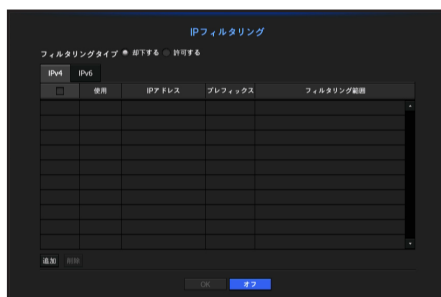 IPフィルタリング
フィルタリングタイプ 却下する 許可する
IPv4 IPv6
使用 IPアドレス プレフィックス フィルタリング範囲
追加 削除
OK オフ